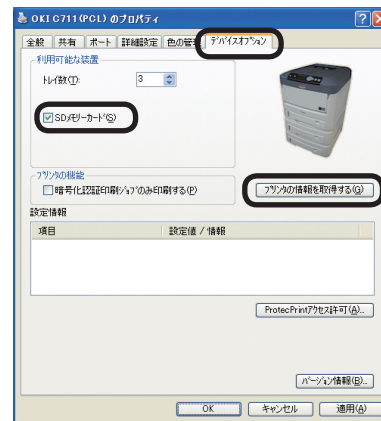 OKI C711(PCL) のプロパティ
全般 共有 ポート 詳細設定 色の管理 デバイスオプション
利用可能な装置
トレイ数(T): 3
SDメモリーカード(S)
プリンタの機能
暗号化認証印刷ジョブのみ印刷する(P)
プリンタの情報を取得する(G)
設定情報
項目 設定値 / 情報
ProtecPrintアクセス許可(A)...
バージョン情報(B)...
OK キャンセル 適用(A)